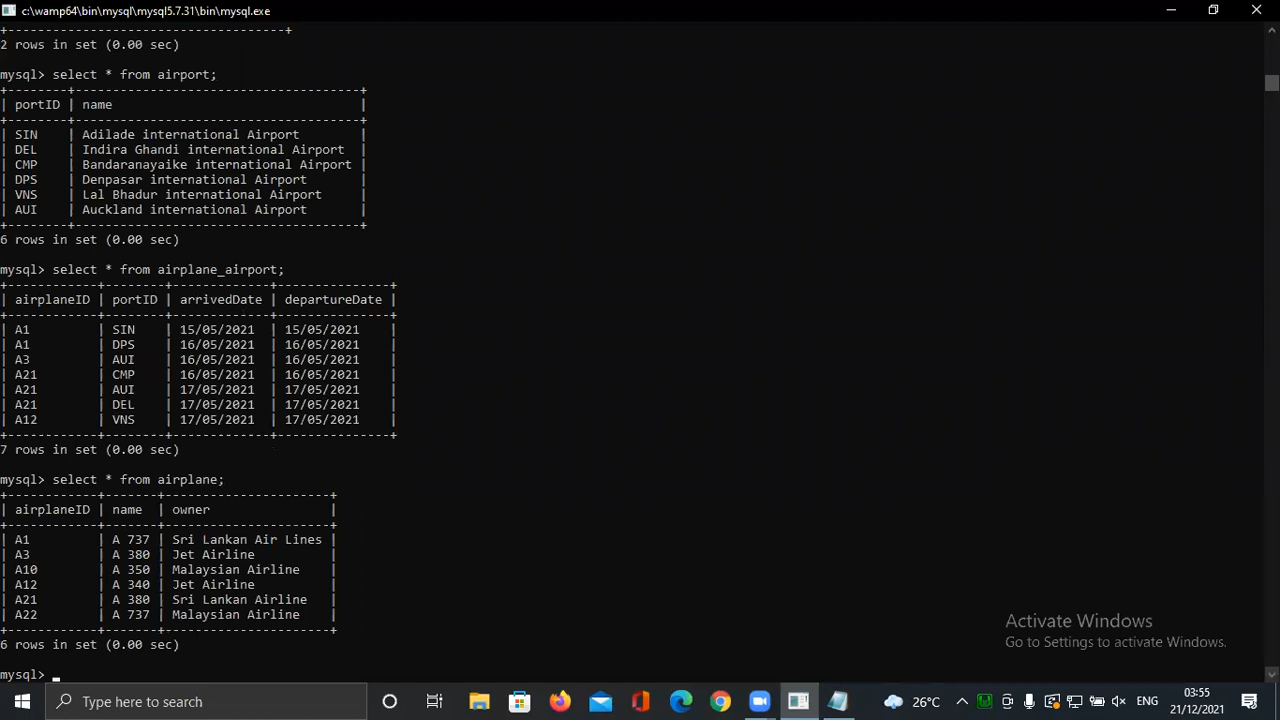 c:\wamp64\bin\mysql\mysql5.7.31\bin\mysql.exe
+-------------------------------------+
2 rows in set (0.00 sec)
mysql> select * from airport;
+--------+--------------------------------------+
| portID | name                                 |
+--------+--------------------------------------+
| SIN    | Adilade international Airport        |
| DEL    | Indira Ghandi international Airport  |
| CMP    | Bandaranayaike international Airport |
| DPS    | Denpasar international Airport       |
| VNS    | Lal Bhadur international Airport     |
| AUI    | Auckland international Airport       |
+--------+--------------------------------------+
6 rows in set (0.00 sec)
mysql> select * from airplane_airport;
+------------+--------+-------------+---------------+
| airplaneID | portID | arrivedDate | departureDate |
+------------+--------+-------------+---------------+
| A1         | SIN    | 15/05/2021  | 15/05/2021    |
| A1         | DPS    | 16/05/2021  | 16/05/2021    |
| A3         | AUI    | 16/05/2021  | 16/05/2021    |
| A21        | CMP    | 16/05/2021  | 16/05/2021    |
| A21        | AUI    | 17/05/2021  | 17/05/2021    |
| A21        | DEL    | 17/05/2021  | 17/05/2021    |
| A12        | VNS    | 17/05/2021  | 17/05/2021    |
+------------+--------+-------------+---------------+
7 rows in set (0.00 sec)
mysql> select * from airplane;
+------------+-------+----------------------+
| airplaneID | name  | owner                |
+------------+-------+----------------------+
| A1         | A 737 | Sri Lankan Air Lines |
| A3         | A 380 | Jet Airline          |
| A10        | A 350 | Malaysian Airline    |
| A12        | A 340 | Jet Airline          |
| A21        | A 380 | Sri Lankan Airline   |
| A22        | A 737 | Malaysian Airline    |
+------------+-------+----------------------+
6 rows in set (0.00 sec)
mysql> _
Activate Windows
Go to Settings to activate Windows.
Type here to search
26°C
ENG
03:55
21/12/2021